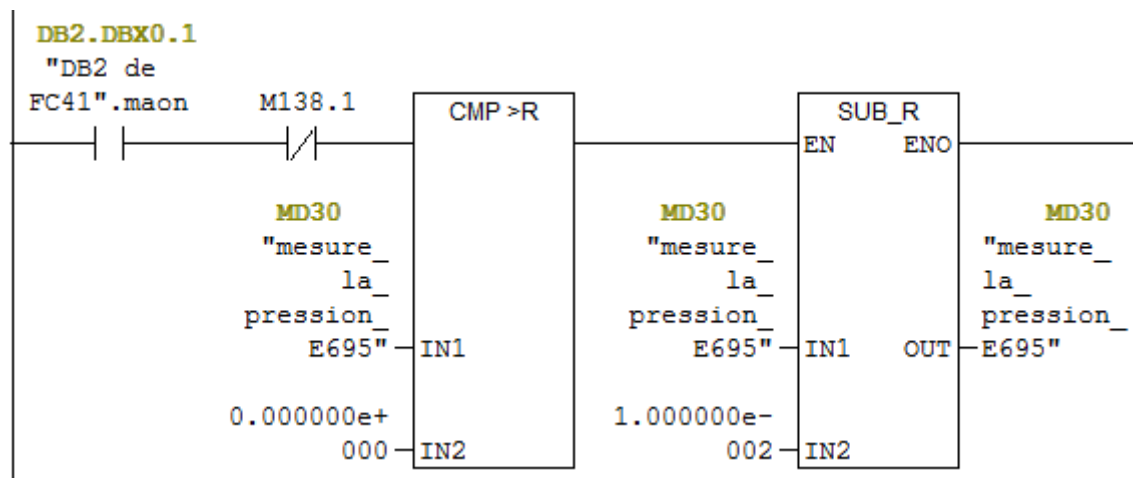 DB2.DBX0.1
"DB2 de
FC41".maon
M138.1
CMP >R
SUB_R
EN ENO
MD30
"mesure_
la_
pression_
E695"
IN1
0.000000e+
000
IN2
MD30
"mesure_
la_
pression_
E695"
IN1
1.000000e-
002
IN2
MD30
"mesure_
la_
pression_
E695"
OUT